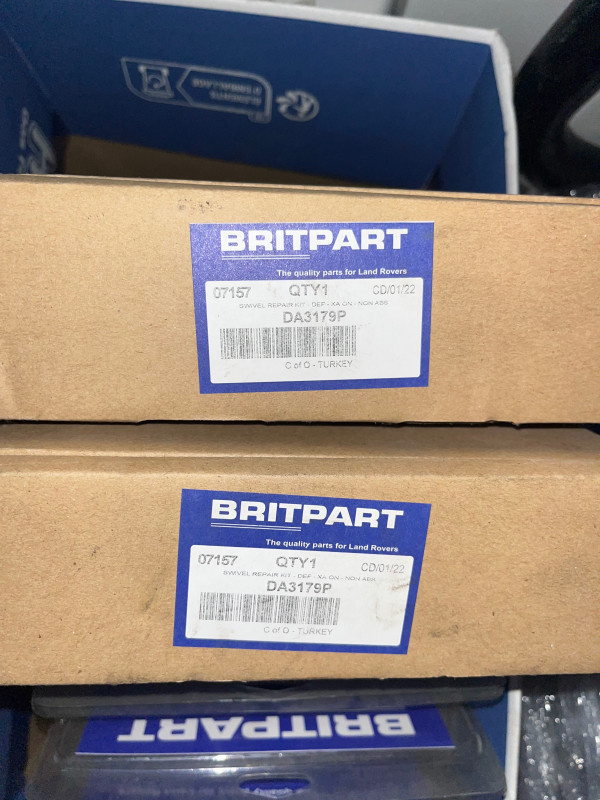 ÉLÉMENTS
D'EMBALLAGE
BRITPART
The quality parts for Land Rovers
07157 QTY1 CD/01/22
SWIVEL REPAIR KIT - DEF - XA ON - NON ABS
DA3179P
C of O - TURKEY
BRITPART
The quality parts for Land Rovers
07157 QTY1 CD/01/22
SWIVEL REPAIR KIT - DEF - XA ON - NON ABS
DA3179P
C of O - TURKEY
BRITPART